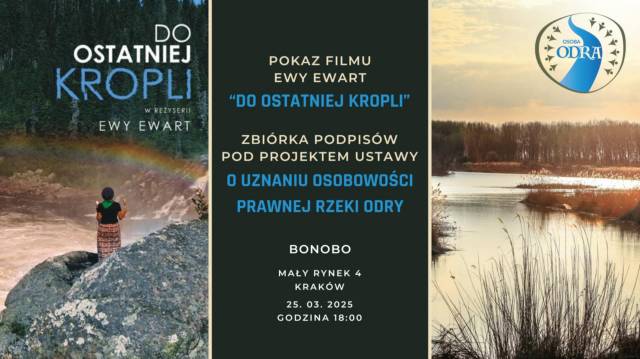 DO
OSTATNIEJ
KROPLI
W REŻYSERII
EWY EWART
POKAZ FILMU
EWY EWART
“DO OSTATNIEJ KROPLI”
ZBIÓRKA PODPISÓW
POD PROJEKTEM USTAWY
O UZNANIU OSOBOWOŚCI
PRAWNEJ RZEKI ODRY
BONOBO
MAŁY RYNEK 4
KRAKÓW
25. 03. 2025
GODZINA 18:00
OSOBA
ODRA